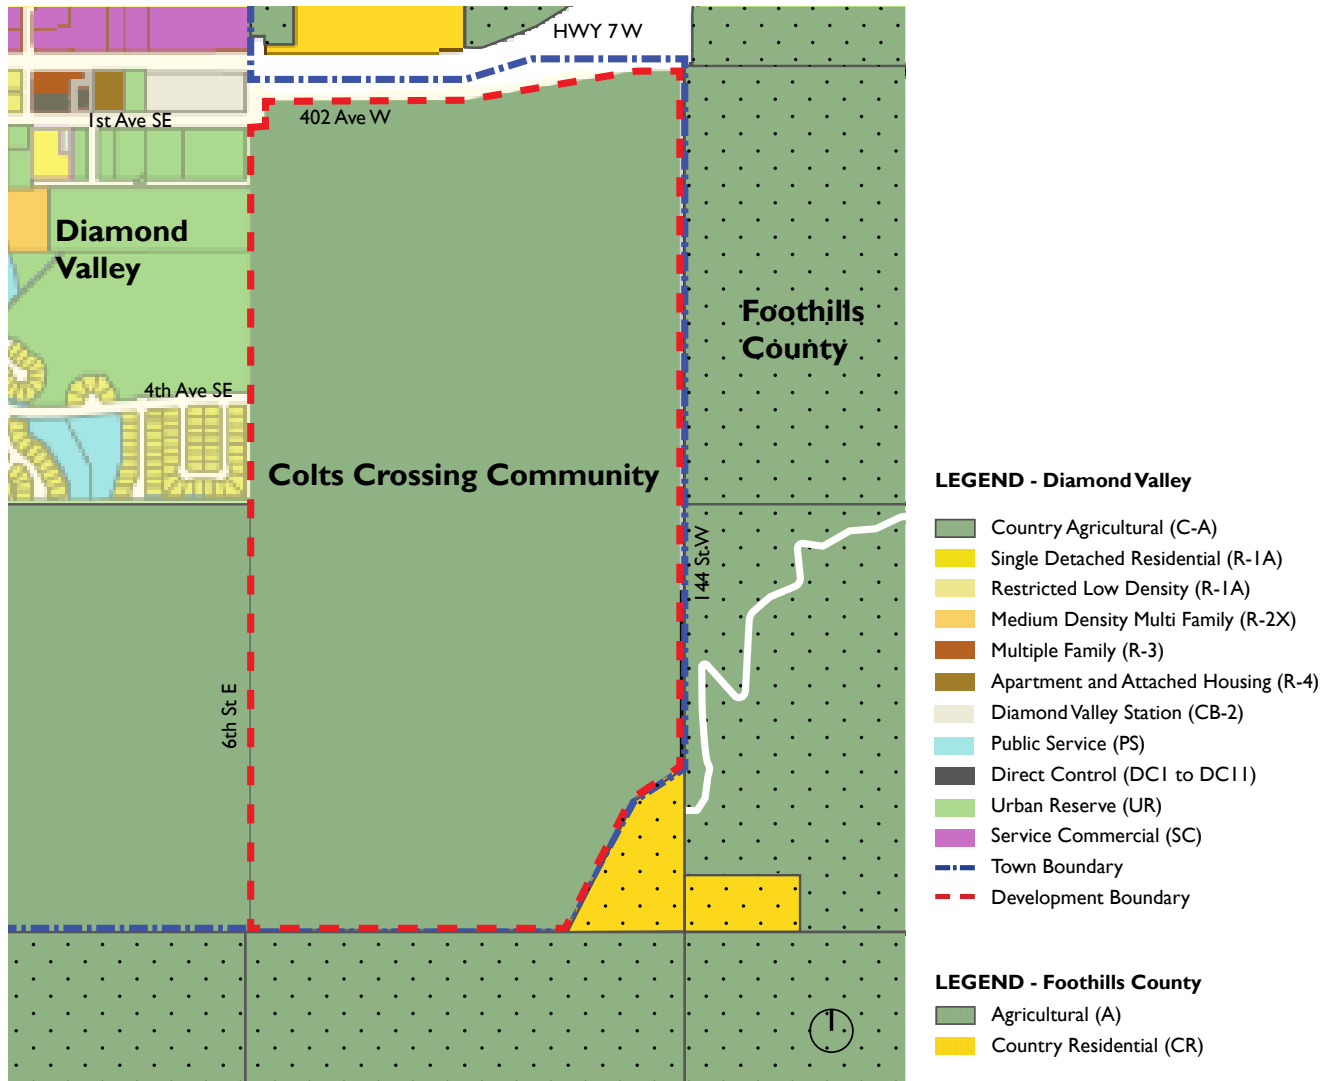 HWY 7 W
402 Ave W
1st Ave SE
Diamond
Valley
Foothills
County
4th Ave SE
Colts Crossing Community
144 St W
6th St E
LEGEND - Diamond Valley
Country Agricultural (C-A)
Single Detached Residential (R-1A)
Restricted Low Density (R-1A)
Medium Density Multi Family (R-2X)
Multiple Family (R-3)
Apartment and Attached Housing (R-4)
Diamond Valley Station (CB-2)
Public Service (PS)
Direct Control (DC1 to DC11)
Urban Reserve (UR)
Service Commercial (SC)
Town Boundary
Development Boundary
LEGEND - Foothills County
Agricultural (A)
Country Residential (CR)